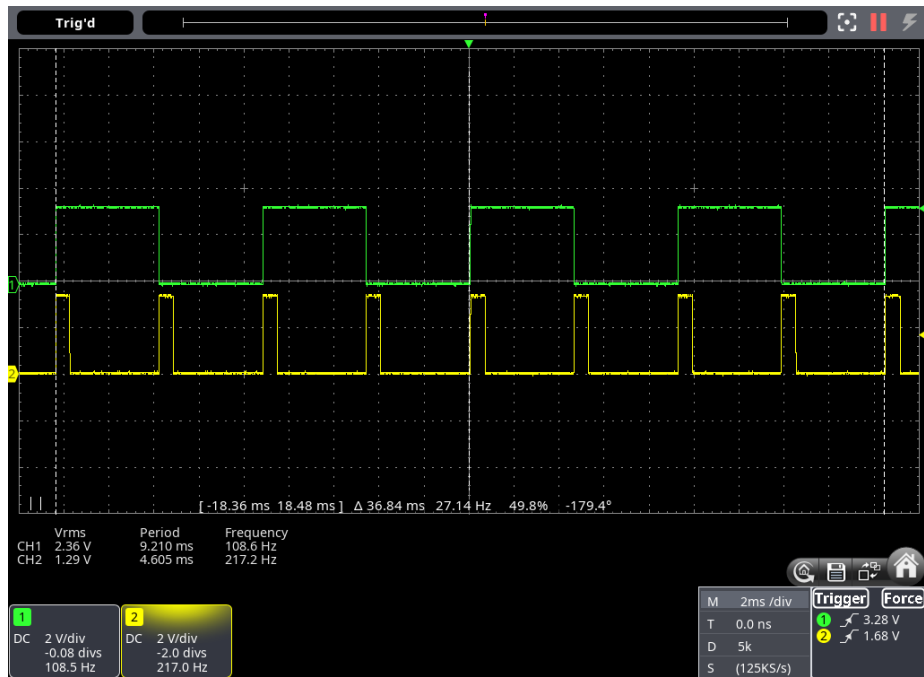 Trig'd
1
2
[ -18.36 ms 18.48 ms ] Δ 36.84 ms 27.14 Hz 49.8% -179.4°
Vrms Period Frequency
CH1 2.36 V 9.210 ms 108.6 Hz
CH2 1.29 V 4.605 ms 217.2 Hz
1
DC 2 V/div
-0.08 divs
108.5 Hz
2
DC 2 V/div
-2.0 divs
217.0 Hz
M 2ms /div
T 0.0 ns
D 5k
S (125KS/s)
Trigger Force
1 3.28 V
2 1.68 V